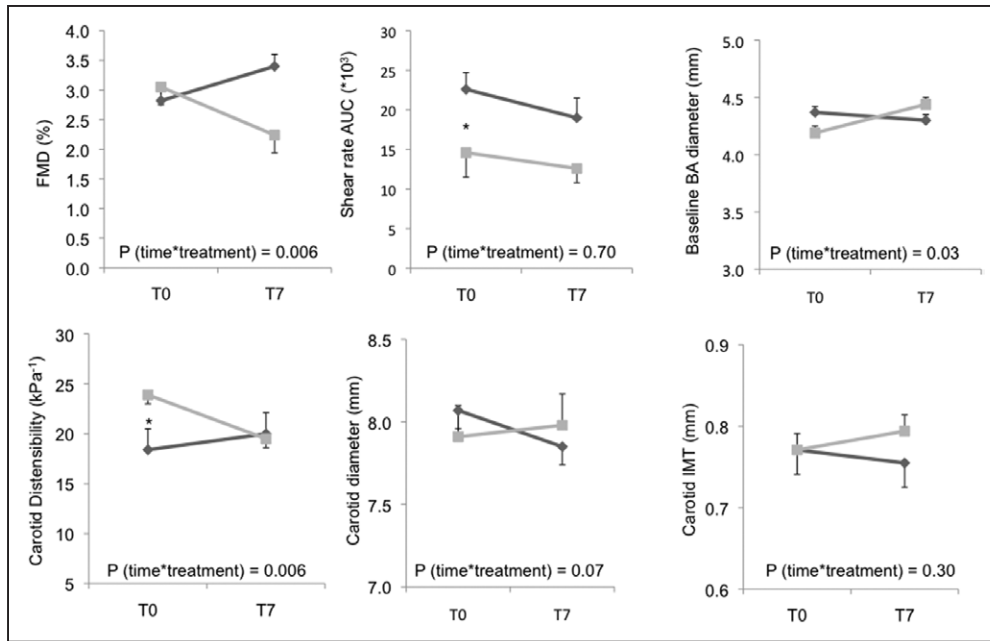 FMD (%)
4.0
3.5
3.0
2.5
2.0
1.5
1.0
0.5
0.0
P (time*treatment) = 0.006
T0 T7
Shear rate AUC (*10³)
30
25
20
15
10
5
0
*
P (time*treatment) = 0.70
T0 T7
Baseline BA diameter (mm)
5.0
4.5
4.0
3.5
3.0
P (time*treatment) = 0.03
T0 T7
Carotid Distensibility (kPa⁻¹)
30
25
20
15
10
5
*
P (time*treatment) = 0.006
T0 T7
Carotid diameter (mm)
8.5
8.0
7.5
7.0
P (time*treatment) = 0.07
T0 T7
Carotid IMT (mm)
0.9
0.8
0.7
0.6
P (time*treatment) = 0.30
T0 T7